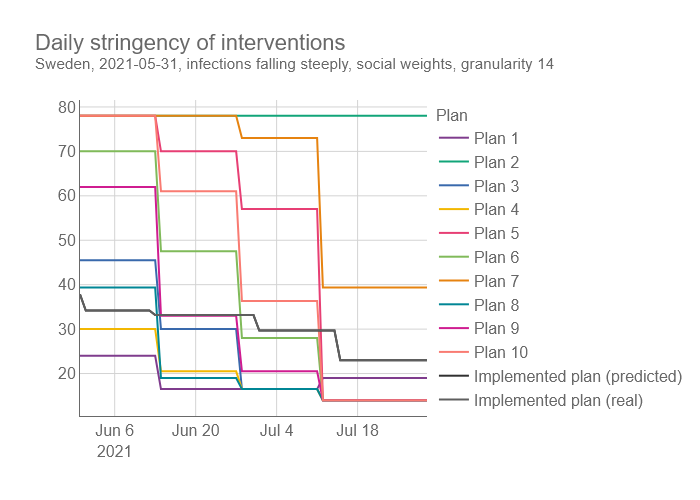 Daily stringency of interventions
Sweden, 2021-05-31, infections falling steeply, social weights, granularity 14
80
70
60
50
40
30
20
Jun 6
2021
Jun 20
Jul 4
Jul 18
Plan
Plan 1
Plan 2
Plan 3
Plan 4
Plan 5
Plan 6
Plan 7
Plan 8
Plan 9
Plan 10
Implemented plan (predicted)
Implemented plan (real)